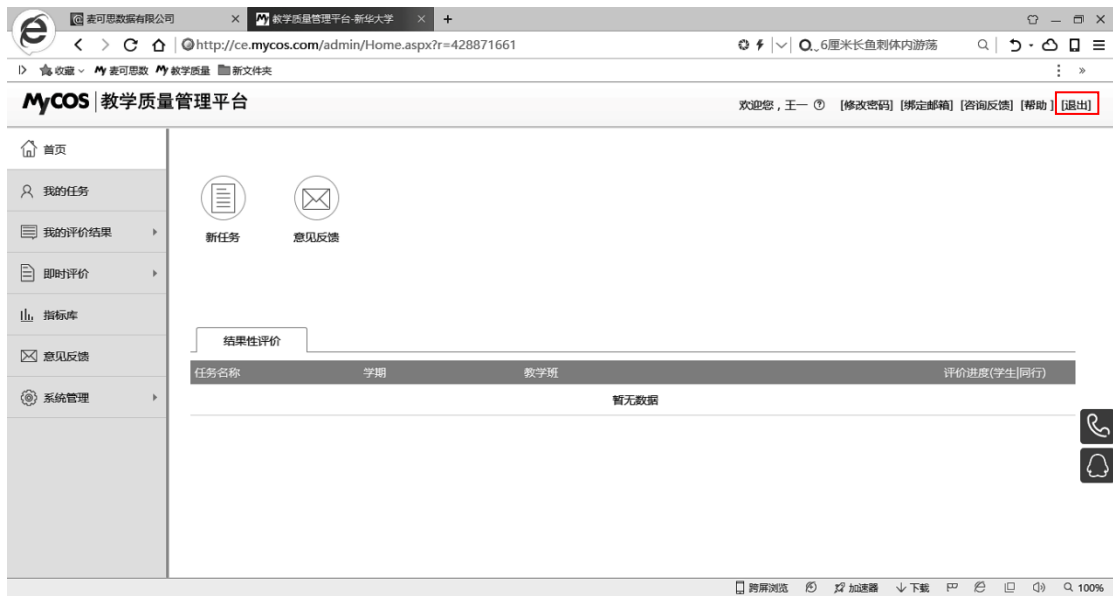 麦可思数据有限公司
教学质量管理平台-新华大学
http://ce.mycos.com/admin/Home.aspx?r=428871661
6厘米长鱼刺体内游荡
收藏
麦可思数
教学质量
新文件夹
MyCOS 教学质量管理平台
欢迎您，王一 [修改密码] [绑定邮箱] [咨询反馈] [帮助] [退出]
首页
我的任务
我的评价结果
即时评价
指标库
意见反馈
系统管理
新任务
意见反馈
结果性评价
任务名称 学期 教学班 评价进度(学生|同行)
暂无数据
跨屏浏览 加速器 下载 100%